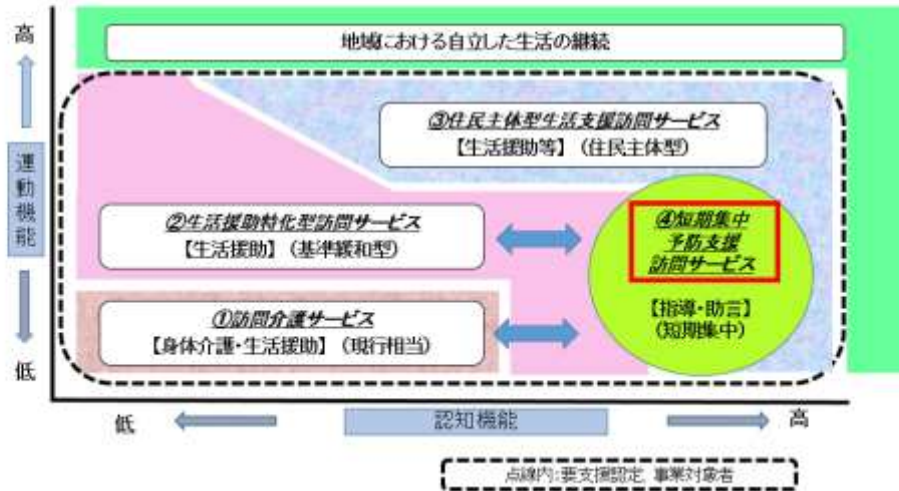 高
地域における自立した生活の継続
③住民主体型生活支援訪問サービス
【生活援助等】（住民主体型）
運動機能
②生活援助特化型訪問サービス
【生活援助】（基準緩和型）
④短期集中
予防支援
訪問サービス
【指導・助言】
（短期集中）
①訪問介護サービス
【身体介護・生活援助】（現行相当）
低
低
認知機能
高
点線内：要支援認定、事業対象者